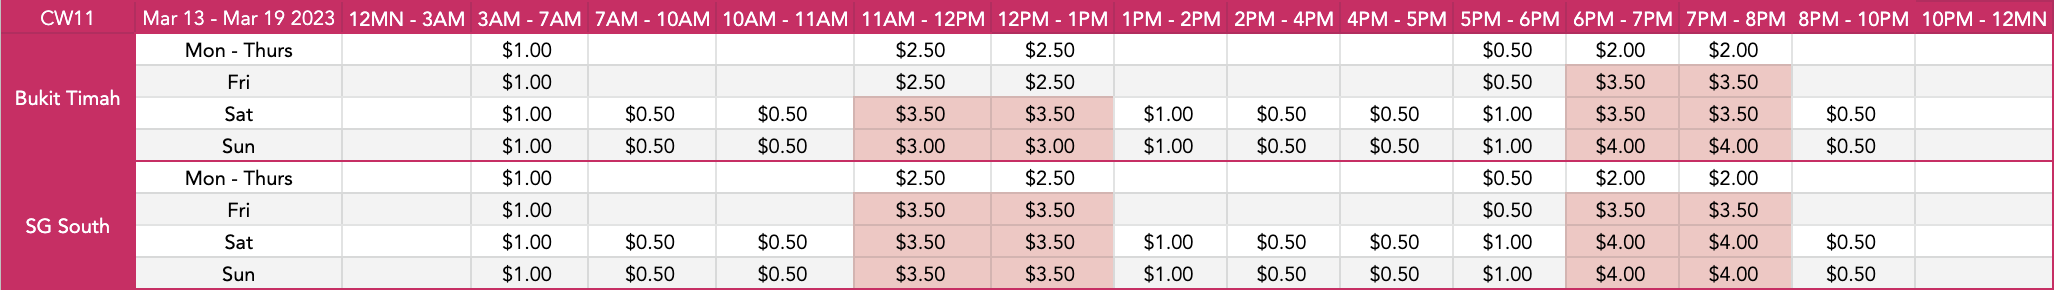 CW11 Mar 13 - Mar 19 2023 12MN - 3AM 3AM - 7AM 7AM - 10AM 10AM - 11AM 11AM - 12PM 12PM - 1PM 1PM - 2PM 2PM - 4PM 4PM - 5PM 5PM - 6PM 6PM - 7PM 7PM - 8PM 8PM - 10PM 10PM - 12MN
Bukit Timah
Mon - Thurs $1.00 $2.50 $2.50 $0.50 $2.00 $2.00
Fri $1.00 $2.50 $2.50 $0.50 $3.50 $3.50
Sat $1.00 $0.50 $0.50 $3.50 $3.50 $1.00 $0.50 $0.50 $1.00 $3.50 $3.50 $0.50
Sun $1.00 $0.50 $0.50 $3.00 $3.00 $1.00 $0.50 $0.50 $1.00 $4.00 $4.00 $0.50
SG South
Mon - Thurs $1.00 $2.50 $2.50 $0.50 $2.00 $2.00
Fri $1.00 $3.50 $3.50 $0.50 $3.50 $3.50
Sat $1.00 $0.50 $0.50 $3.50 $3.50 $1.00 $0.50 $0.50 $1.00 $4.00 $4.00 $0.50
Sun $1.00 $0.50 $0.50 $3.50 $3.50 $1.00 $0.50 $0.50 $1.00 $4.00 $4.00 $0.50